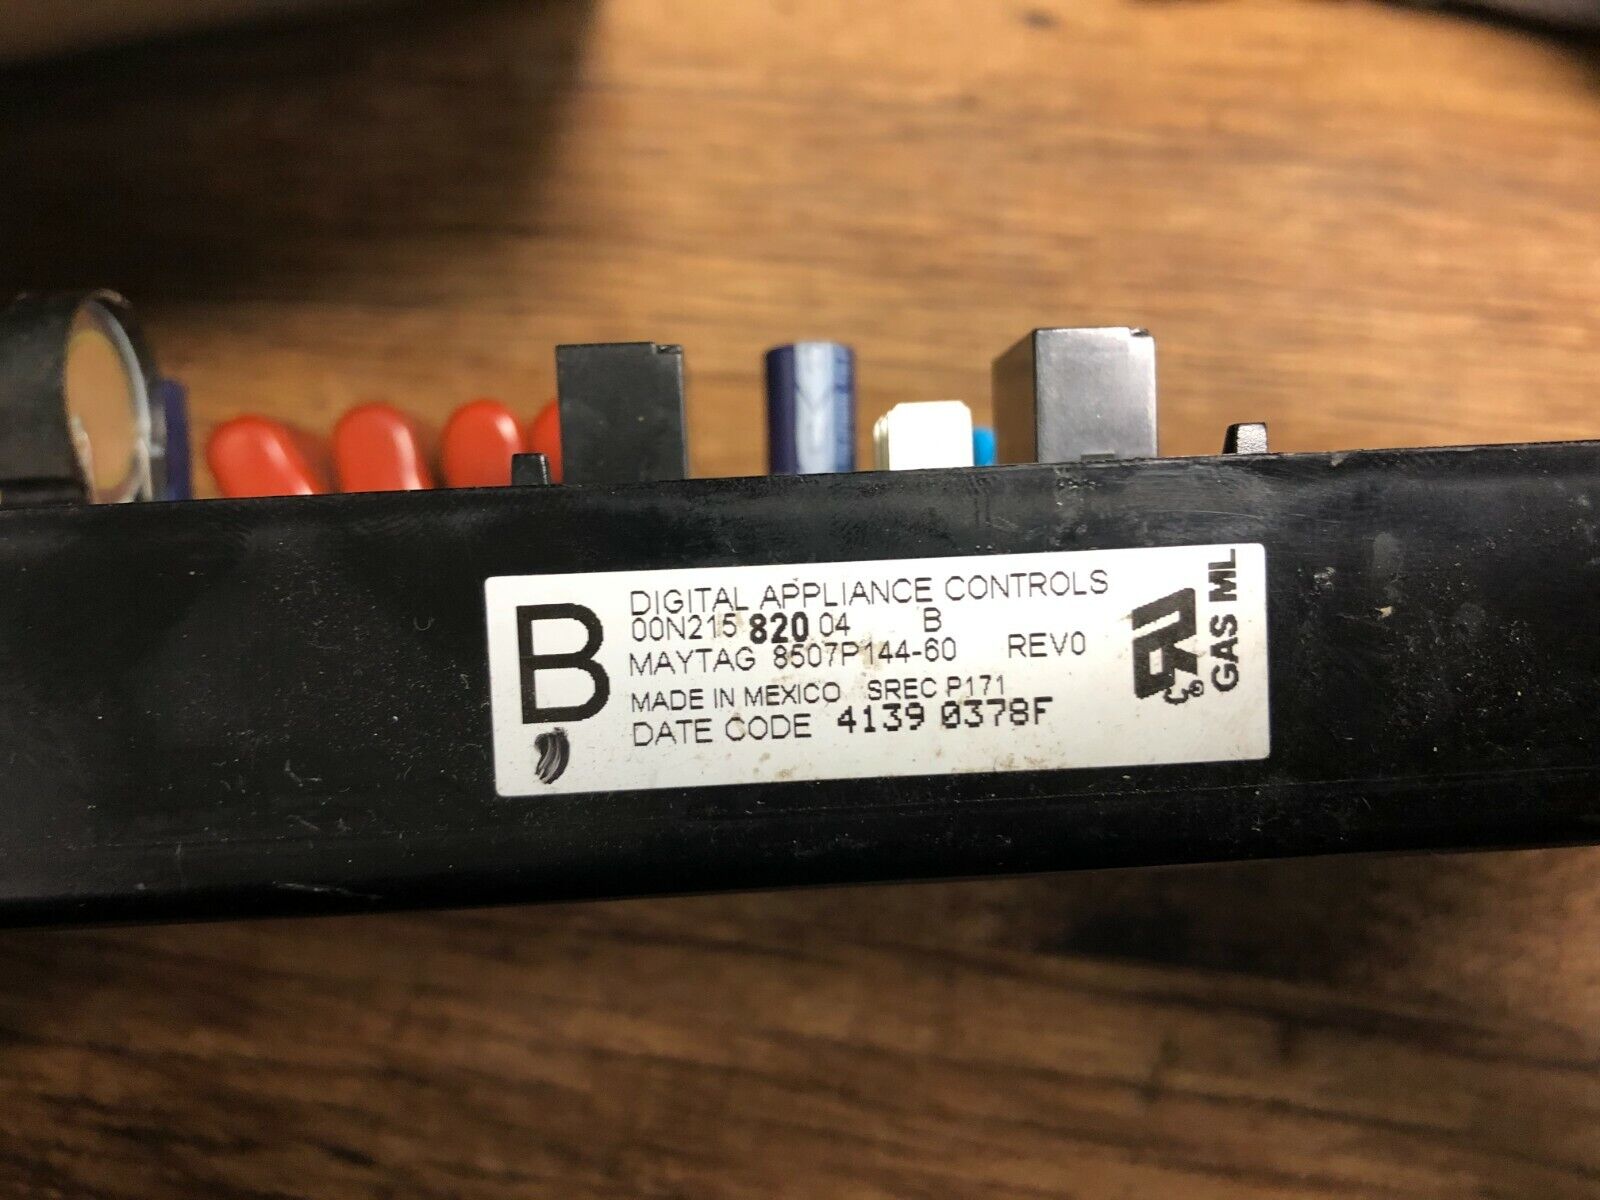 B
DIGITAL APPLIANCE CONTROLS
00N215 820 04 B
MAYTAG 8507P144-60 REV0
MADE IN MEXICO SREC P171
DATE CODE 4139 0378F
GAS ML